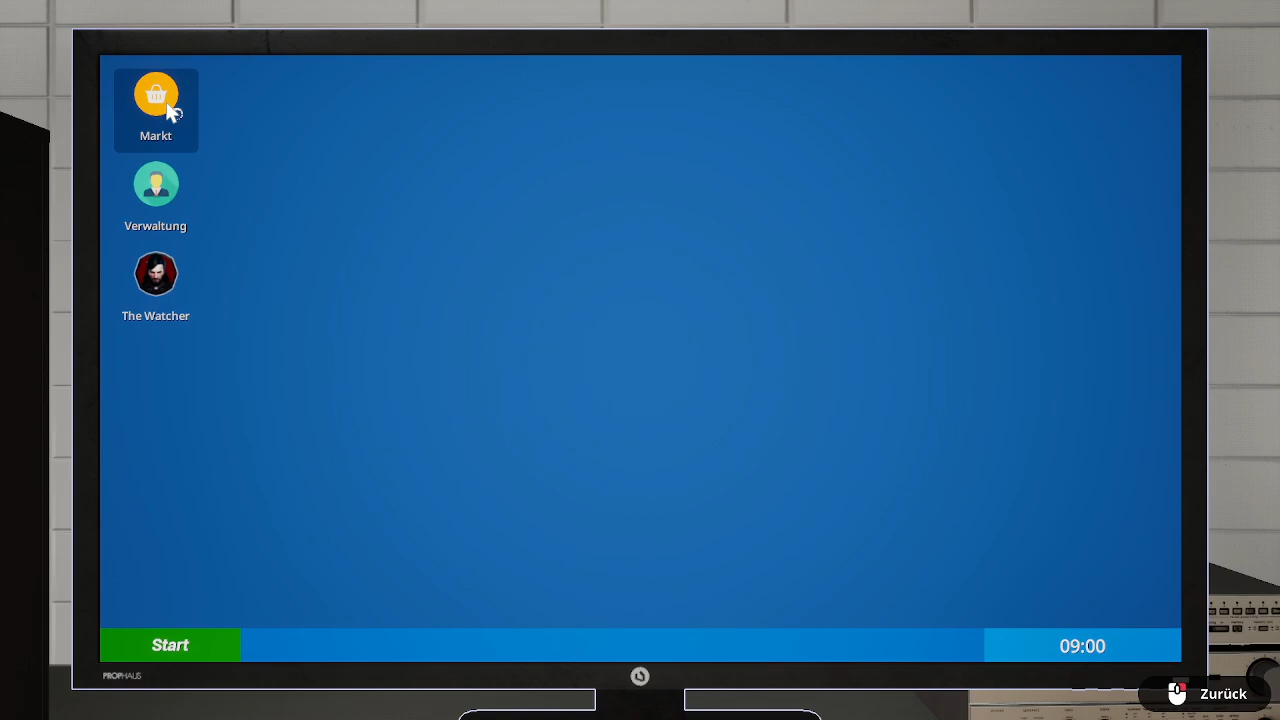 Markt
Verwaltung
The Watcher
Start
09:00
PROPHAUS
Zurück